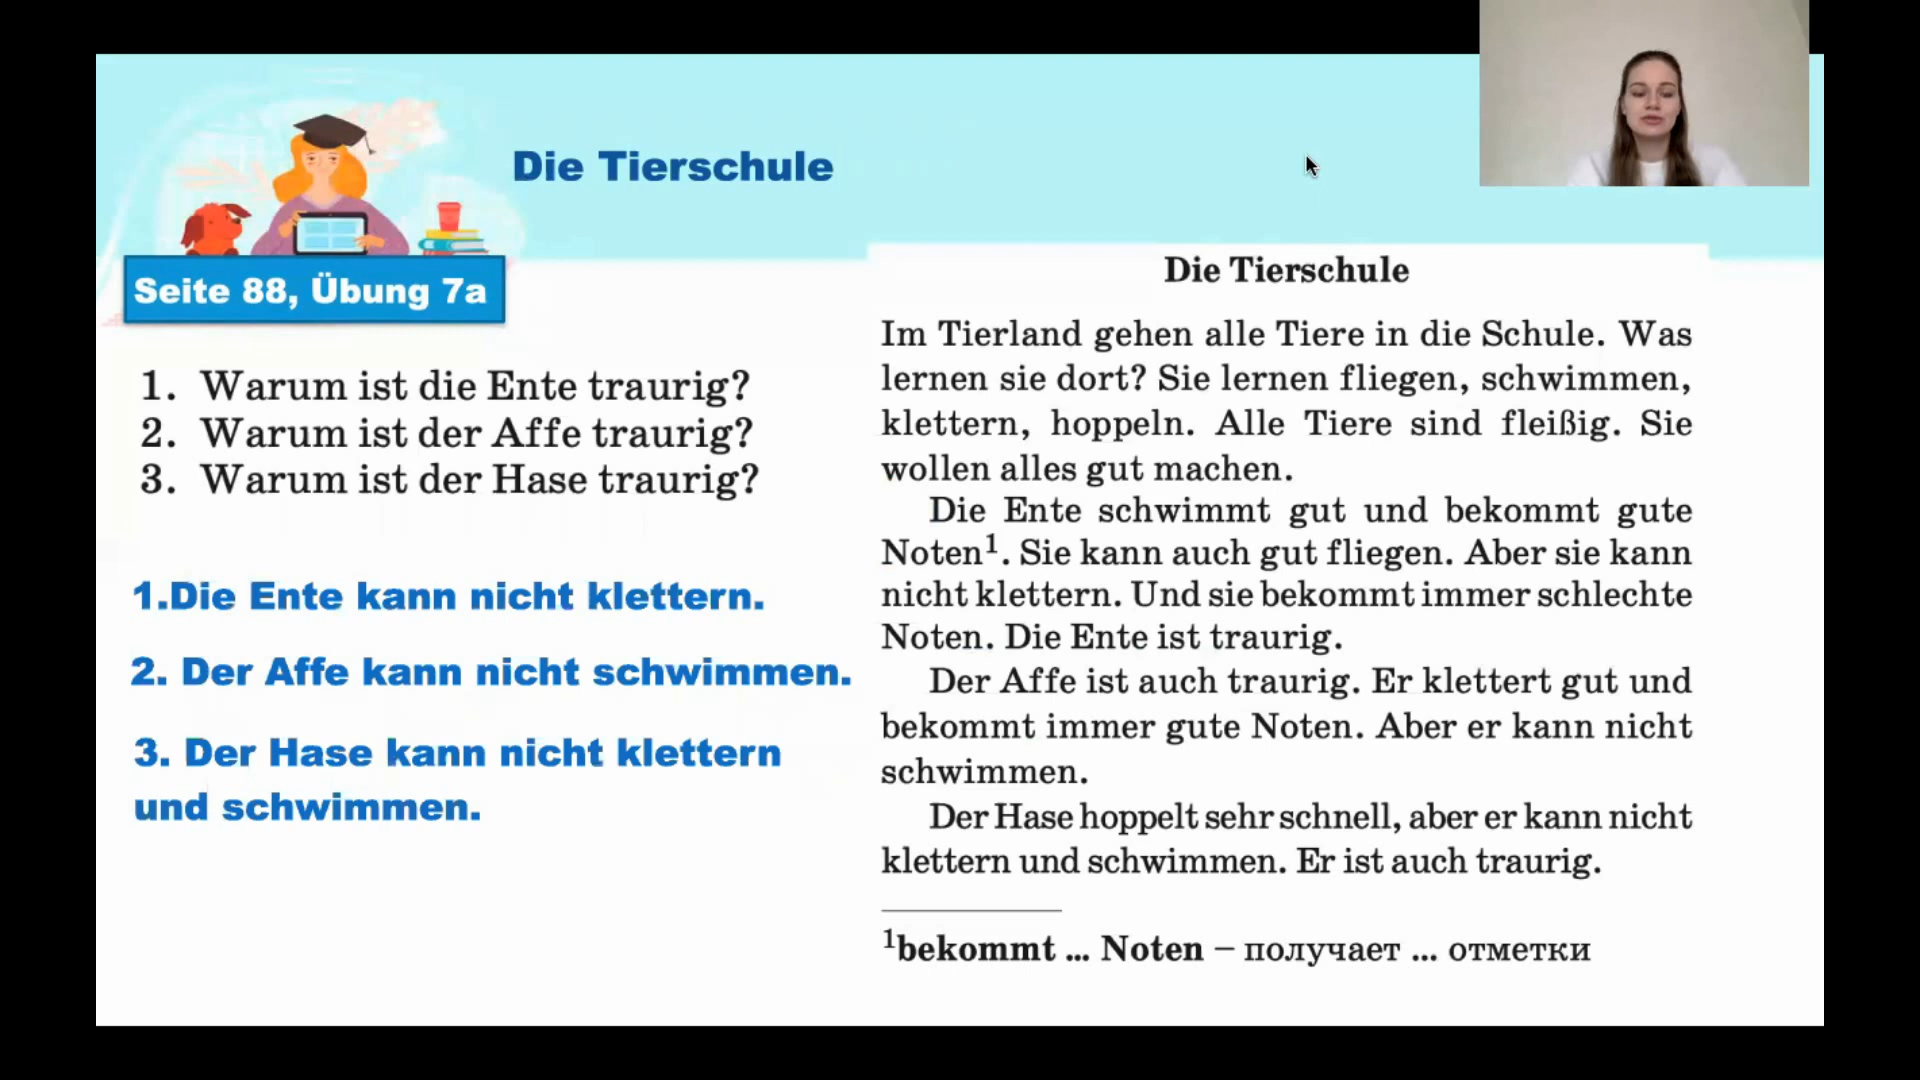 Die Tierschule
Seite 88, Übung 7a
1. Warum ist die Ente traurig?
2. Warum ist der Affe traurig?
3. Warum ist der Hase traurig?
1.Die Ente kann nicht klettern.
2. Der Affe kann nicht schwimmen.
3. Der Hase kann nicht klettern
und schwimmen.
Die Tierschule
Im Tierland gehen alle Tiere in die Schule. Was
lernen sie dort? Sie lernen fliegen, schwimmen,
klettern, hoppeln. Alle Tiere sind fleißig. Sie
wollen alles gut machen.
Die Ente schwimmt gut und bekommt gute
Noten¹. Sie kann auch gut fliegen. Aber sie kann
nicht klettern. Und sie bekommt immer schlechte
Noten. Die Ente ist traurig.
Der Affe ist auch traurig. Er klettert gut und
bekommt immer gute Noten. Aber er kann nicht
schwimmen.
Der Hase hoppelt sehr schnell, aber er kann nicht
klettern und schwimmen. Er ist auch traurig.
¹bekommt ... Noten – получает ... отметки